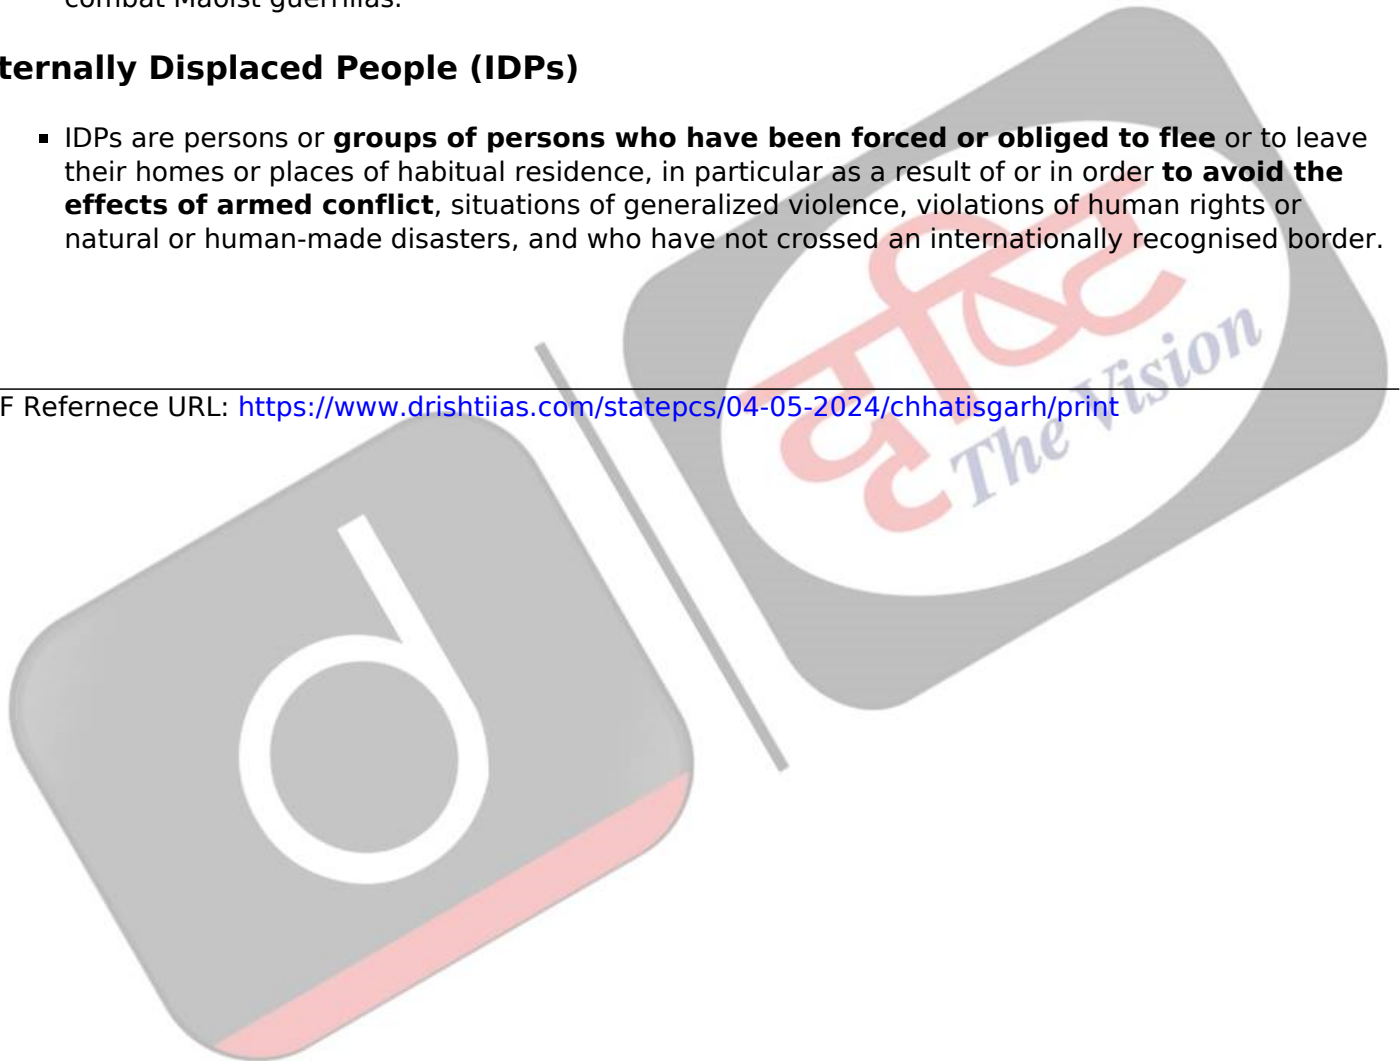 combat Maoist guerrillas.
ternally Displaced People (IDPs)
▪ IDPs are persons or groups of persons who have been forced or obliged to flee or to leave
their homes or places of habitual residence, in particular as a result of or in order to avoid the
effects of armed conflict, situations of generalized violence, violations of human rights or
natural or human-made disasters, and who have not crossed an internationally recognised border.
F Refernece URL: https://www.drishtiias.com/statepcs/04-05-2024/chhatisgarh/print
दृष्टि
The Vision
d